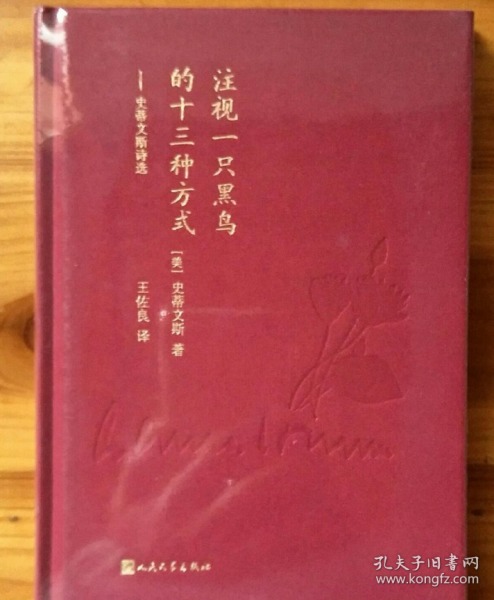 注视一只黑鸟
的十三种方式
—史蒂文斯诗选
[美] 史蒂文斯 著
王佐良 译
人民文学出版社
孔夫子旧书网
www.kongfz.com